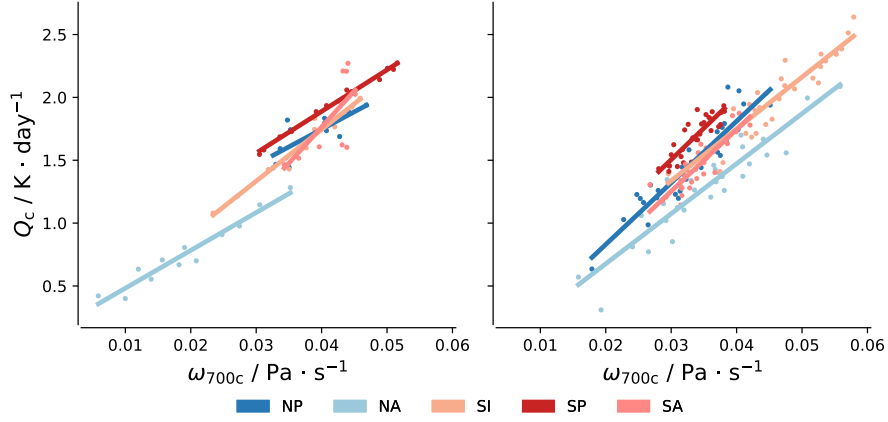 2.5
2.0
1.5
1.0
0.5
Q_c / K · day⁻¹
0.01 0.02 0.03 0.04 0.05 0.06
0.01 0.02 0.03 0.04 0.05 0.06
ω_700c / Pa · s⁻¹
ω_700c / Pa · s⁻¹
NP NA SI SP SA